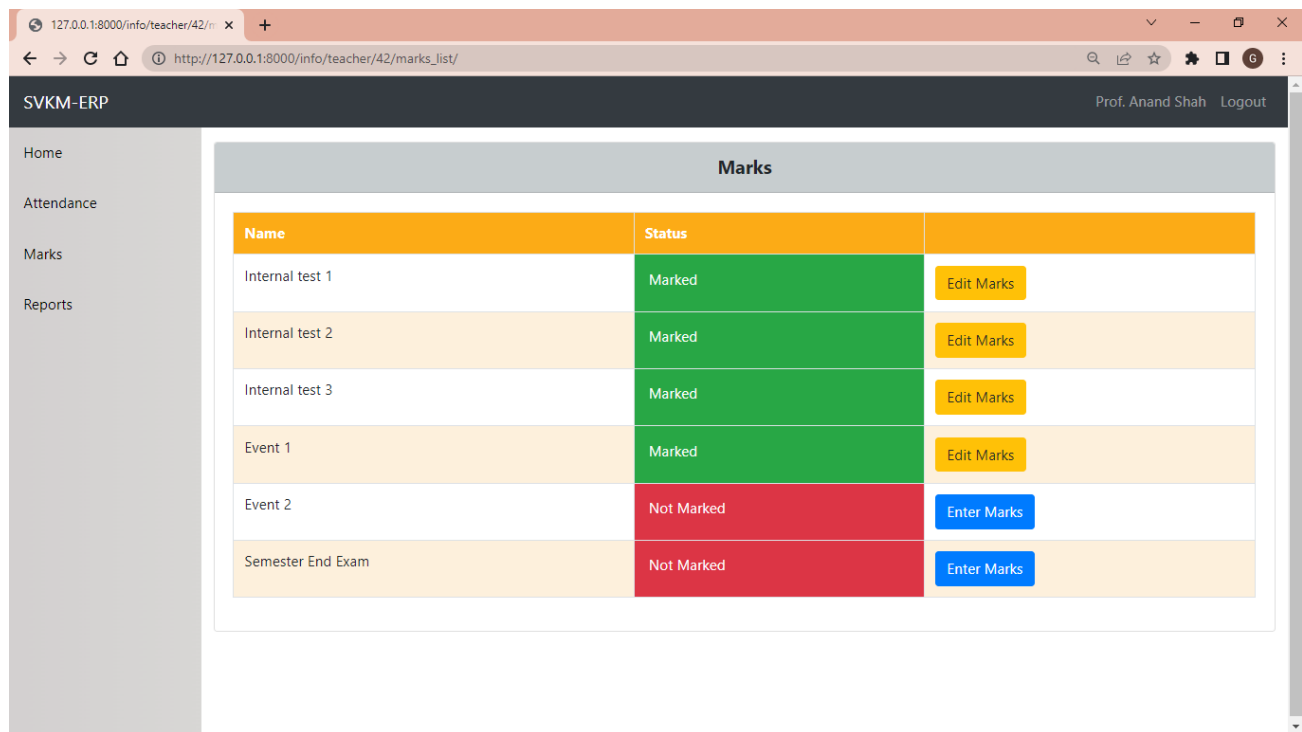 127.0.0.1:8000/info/teacher/42/m
http://127.0.0.1:8000/info/teacher/42/marks_list/
G
SVKM-ERP
Prof. Anand Shah Logout
Home
Attendance
Marks
Reports
Marks
Name Status
Internal test 1 Marked Edit Marks
Internal test 2 Marked Edit Marks
Internal test 3 Marked Edit Marks
Event 1 Marked Edit Marks
Event 2 Not Marked Enter Marks
Semester End Exam Not Marked Enter Marks